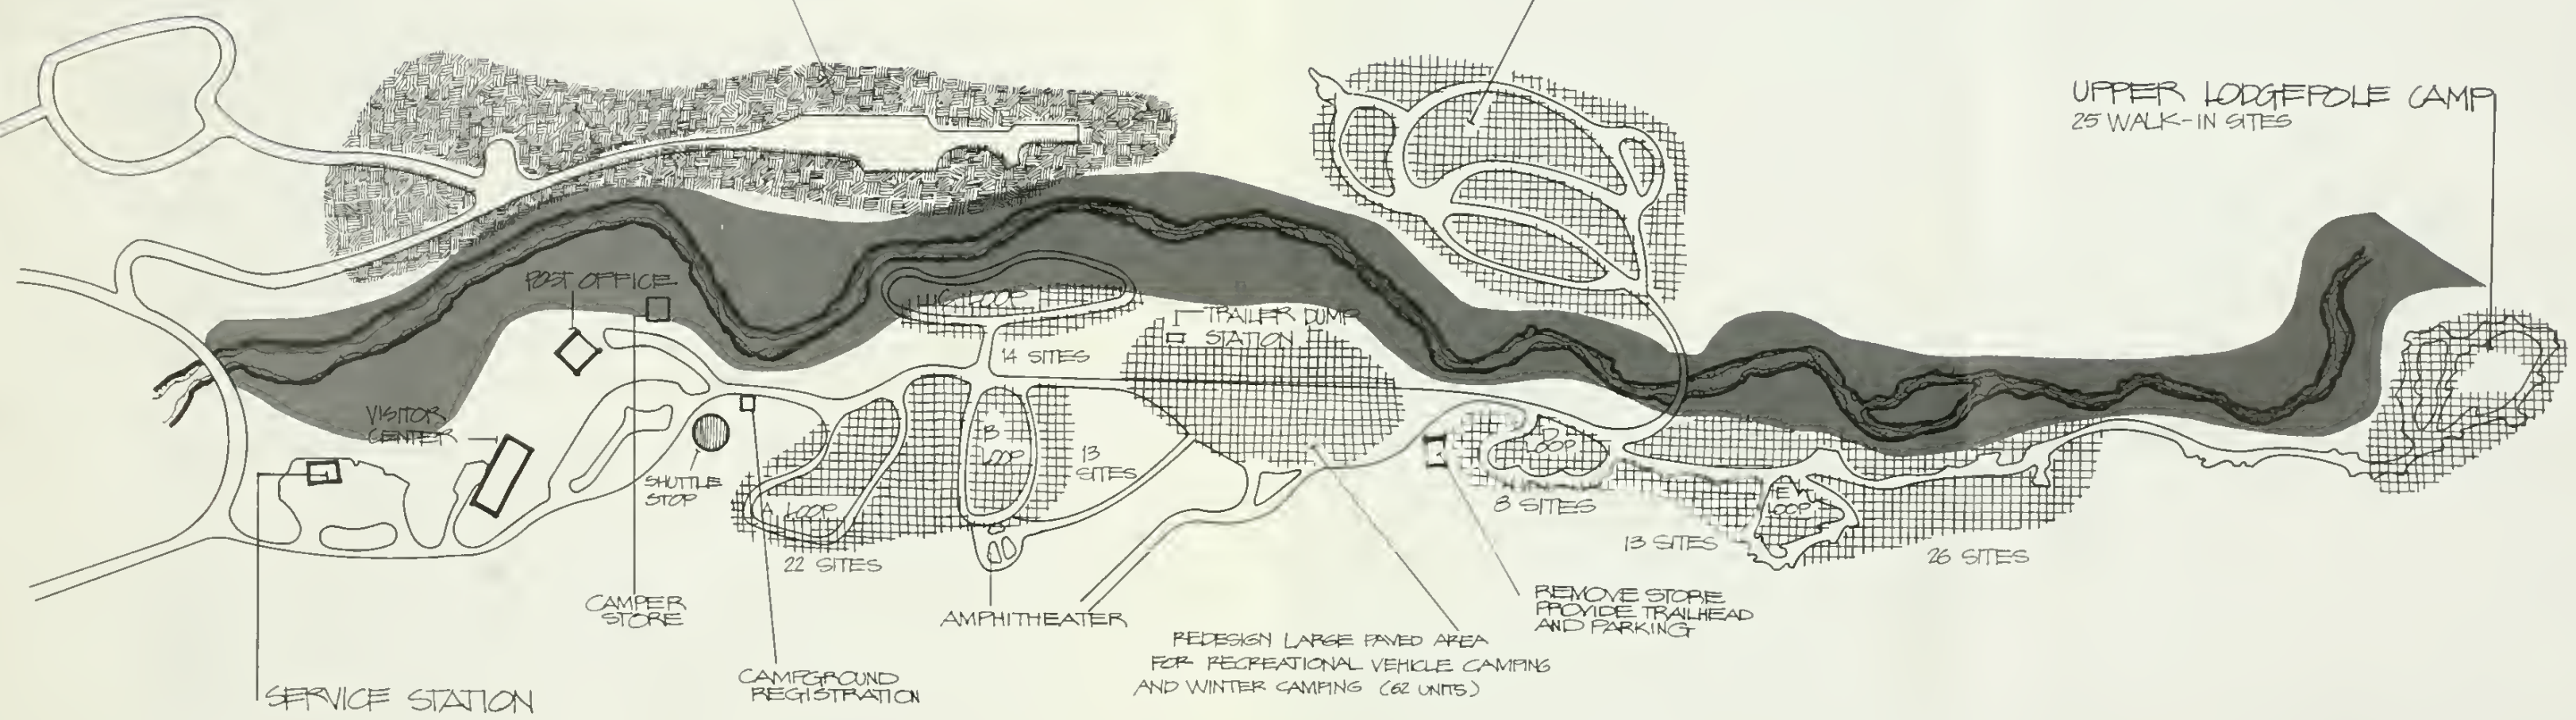 UPPER LODGEPOLE CAMP
25 WALK-IN SITES
POST OFFICE
C LOOP
TRAILER DUMP
STATION
14 SITES
VISITOR
CENTER
B
LOOP
13
SITES
D
LOOP
SHUTTLE
STOP
A LOOP
8 SITES
E
LOOP
22 SITES
13 SITES
26 SITES
CAMPER
STORE
AMPHITHEATER
REMOVE STORE
PROVIDE TRAILHEAD
AND PARKING
REDESIGN LARGE PAVED AREA
FOR RECREATIONAL VEHICLE CAMPING
AND WINTER CAMPING (62 UNITS)
CAMPGROUND
REGISTRATION
SERVICE STATION